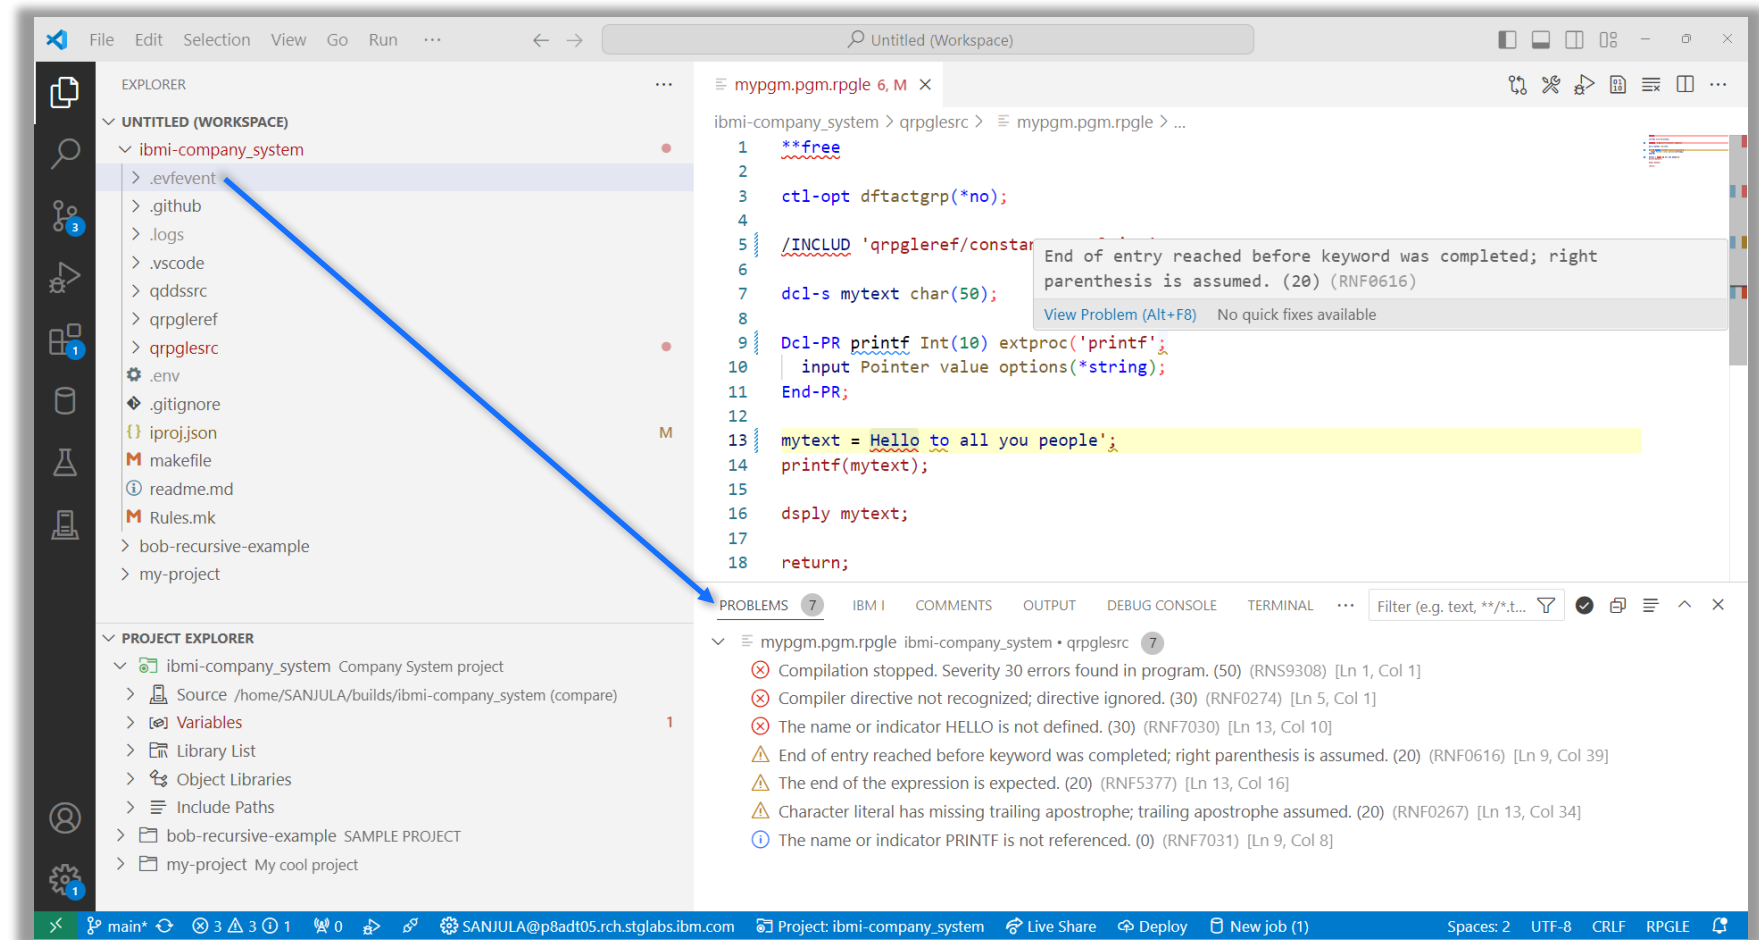 File Edit Selection View Go Run ··· ← → Untitled (Workspace)
EXPLORER ···
UNTITLED (WORKSPACE)
ibmi-company_system
.evfevent
.github
.logs
.vscode
qddssrc
qrpgleref
qrpglesrc
.env
.gitignore
iproj.json M
makefile
readme.md
Rules.mk
bob-recursive-example
my-project
PROJECT EXPLORER
ibmi-company_system Company System project
Source /home/SANJULA/builds/ibmi-company_system (compare)
Variables 1
Library List
Object Libraries
Include Paths
bob-recursive-example SAMPLE PROJECT
my-project My cool project
3
1
1
mypgm.pgm.rpgle 6, M
ibmi-company_system > qrpglesrc > mypgm.pgm.rpgle > ...
1 **free
2
3 ctl-opt dftactgrp(*no);
4
5 /INCLUD 'qrpgleref/constan
6
7 dcl-s mytext char(50);
8
9 Dcl-PR printf Int(10) extproc('printf';
10 input Pointer value options(*string);
11 End-PR;
12
13 mytext = Hello to all you people';
14 printf(mytext);
15
16 dsply mytext;
17
18 return;
End of entry reached before keyword was completed; right
parenthesis is assumed. (20) (RNF0616)
View Problem (Alt+F8) No quick fixes available
PROBLEMS 7 IBM I COMMENTS OUTPUT DEBUG CONSOLE TERMINAL ··· Filter (e.g. text, **/*.t...
mypgm.pgm.rpgle ibmi-company_system • qrpglesrc 7
Compilation stopped. Severity 30 errors found in program. (50) (RNS9308) [Ln 1, Col 1]
Compiler directive not recognized; directive ignored. (30) (RNF0274) [Ln 5, Col 1]
The name or indicator HELLO is not defined. (30) (RNF7030) [Ln 13, Col 10]
End of entry reached before keyword was completed; right parenthesis is assumed. (20) (RNF0616) [Ln 9, Col 39]
The end of the expression is expected. (20) (RNF5377) [Ln 13, Col 16]
Character literal has missing trailing apostrophe; trailing apostrophe assumed. (20) (RNF0267) [Ln 13, Col 34]
The name or indicator PRINTF is not referenced. (0) (RNF7031) [Ln 9, Col 8]
main* 3 3 1 0 SANJULA@p8adt05.rch.stglabs.ibm.com Project: ibmi-company_system Live Share Deploy New job (1) Spaces: 2 UTF-8 CRLF RPGLE